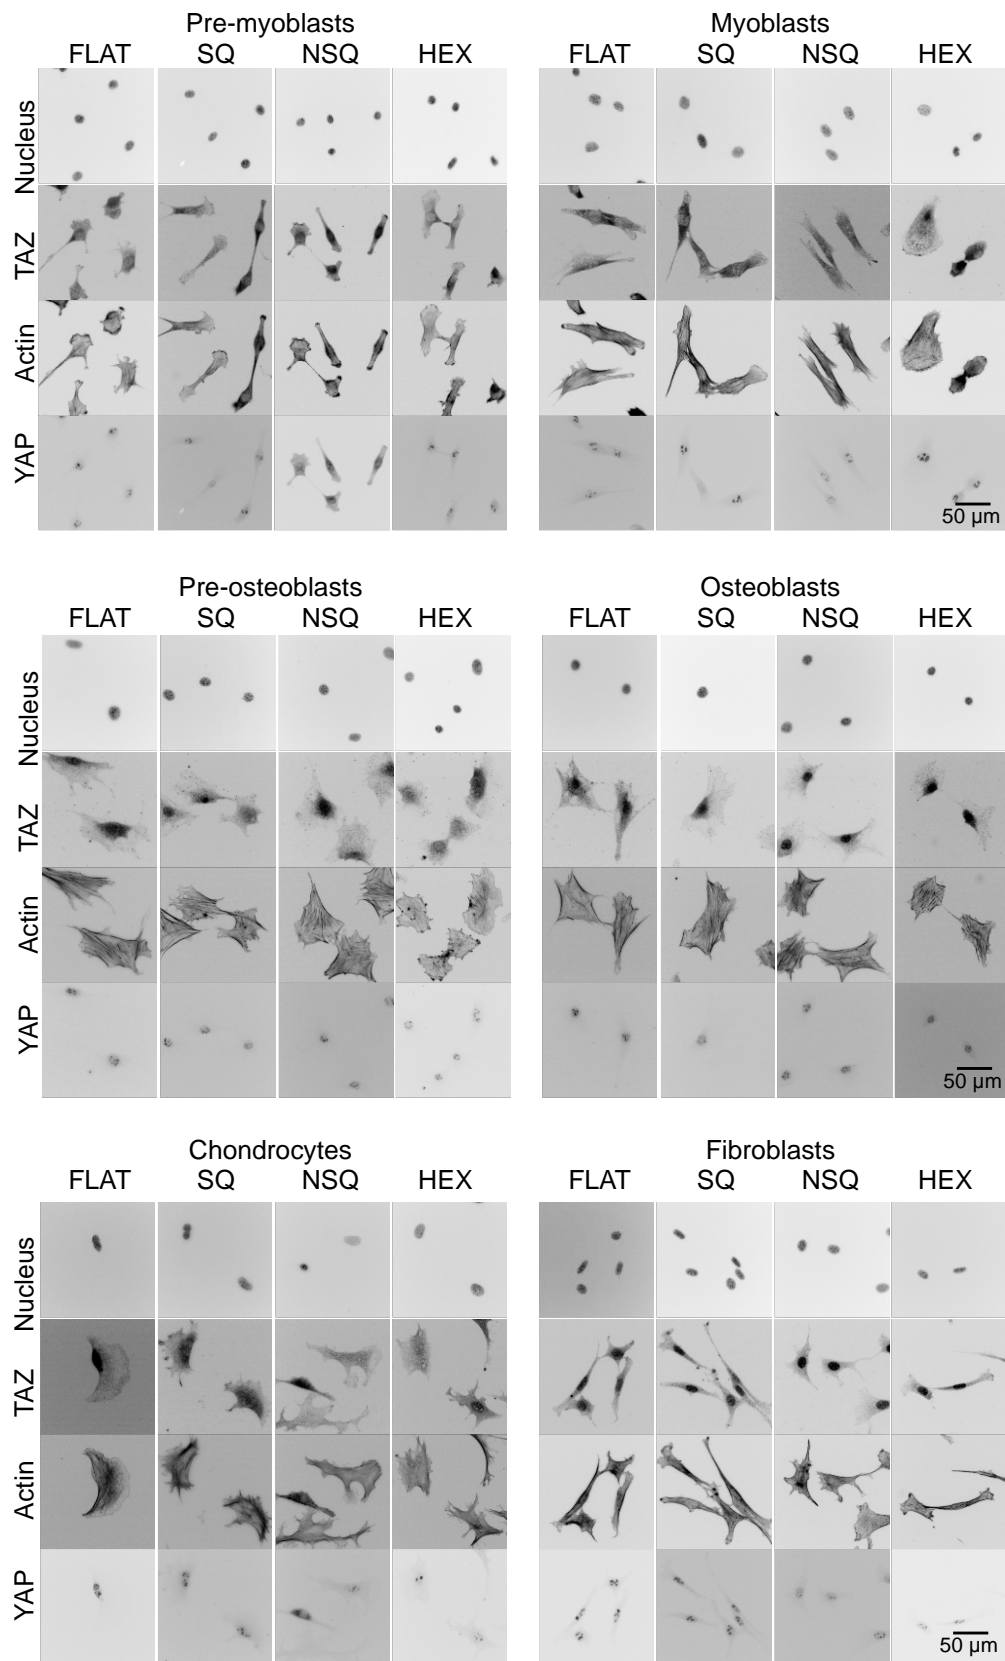 Pre-myoblasts Myoblasts
FLAT SQ NSQ HEX FLAT SQ NSQ HEX
Nucleus
TAZ
Actin
YAP
50 µm
Pre-osteoblasts Osteoblasts
FLAT SQ NSQ HEX FLAT SQ NSQ HEX
Nucleus
TAZ
Actin
YAP
50 µm
Chondrocytes Fibroblasts
FLAT SQ NSQ HEX FLAT SQ NSQ HEX
Nucleus
TAZ
Actin
YAP
50 µm